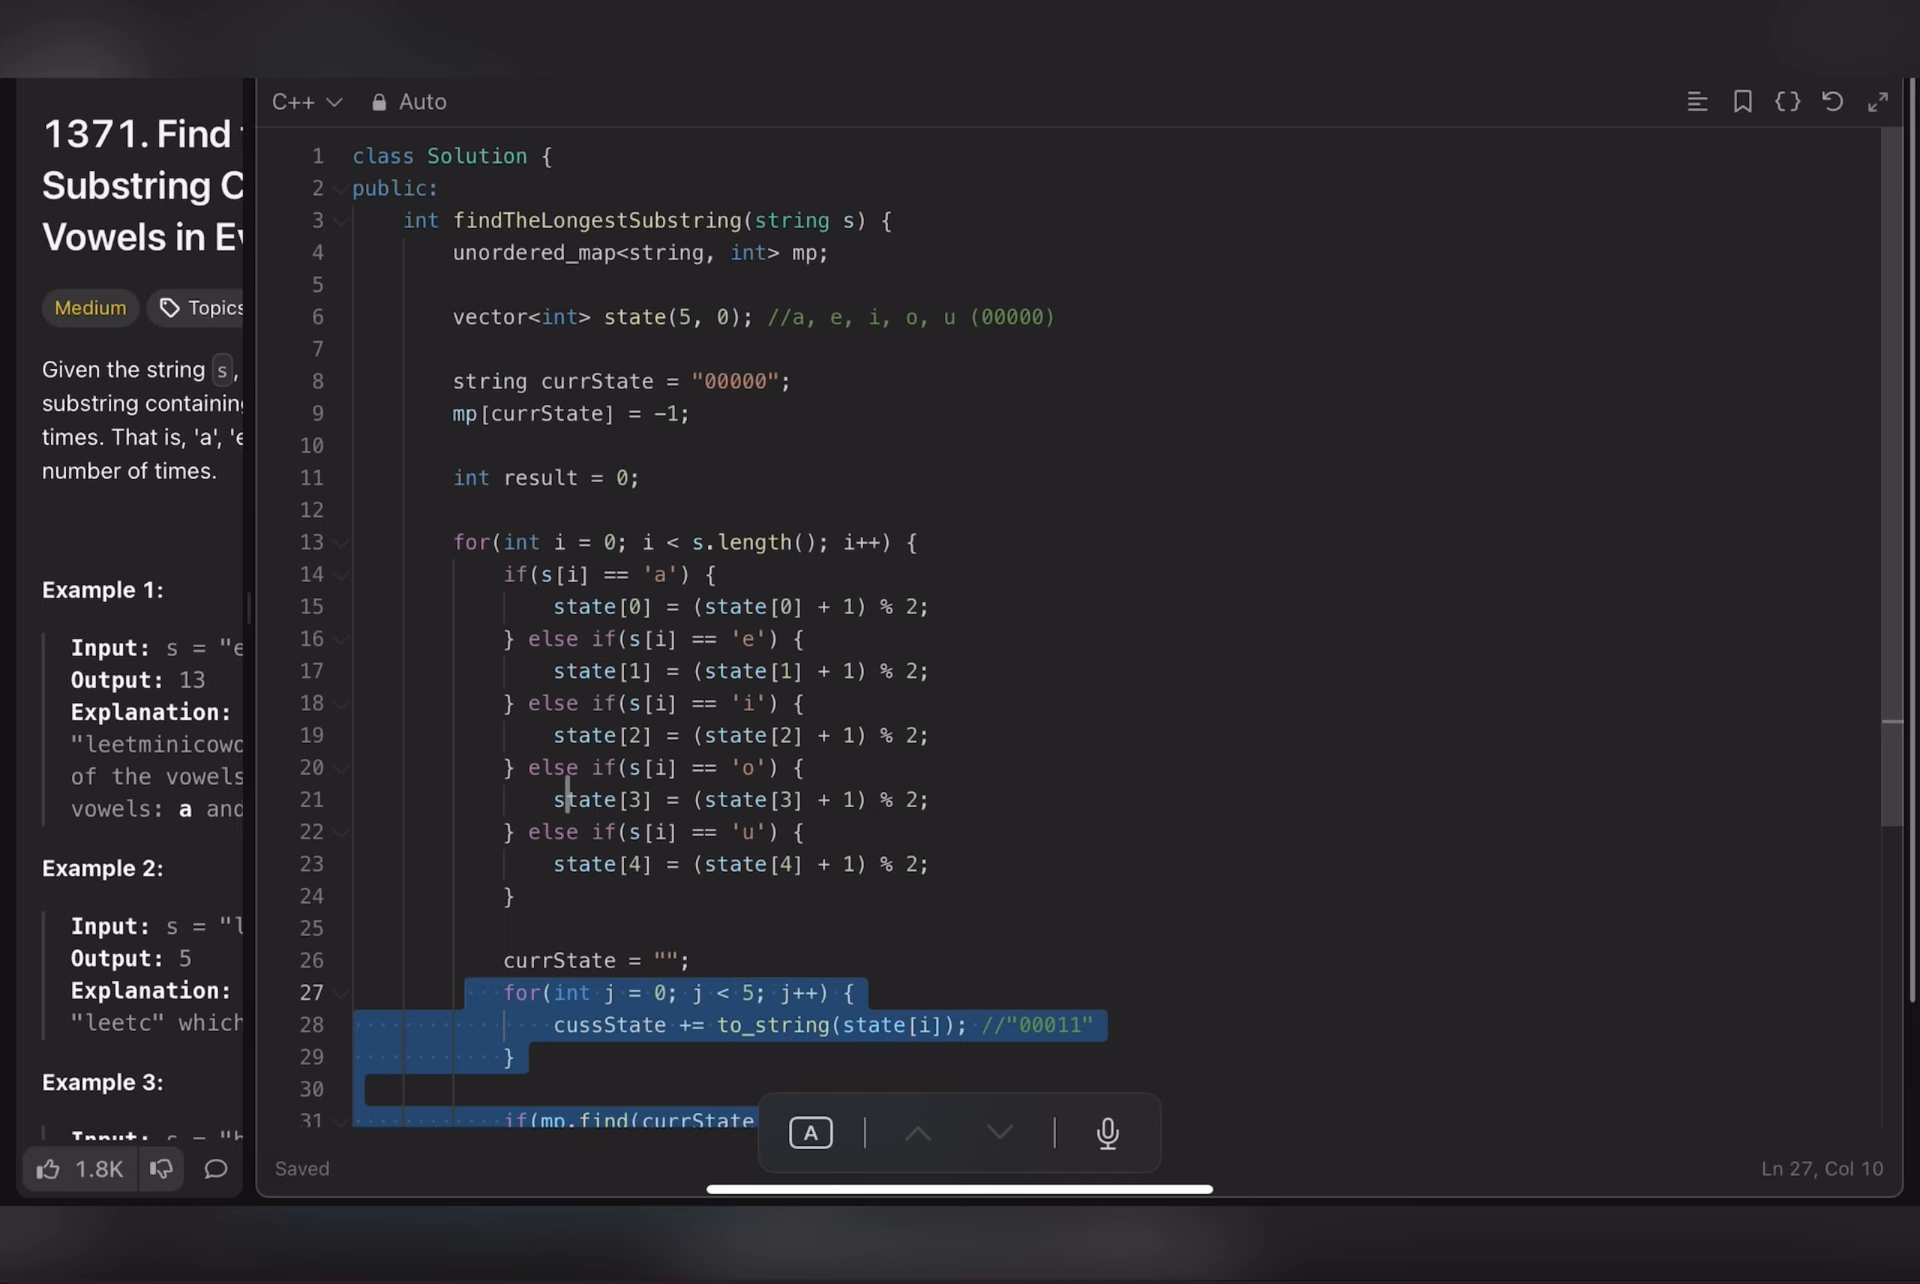 1371. Find
Substring C
Vowels in Ev
Medium
Topics
Given the string s,
substring containing
times. That is, 'a', 'e
number of times.
Example 1:
Input: s = "e
Output: 13
Explanation:
"leetminicowo
of the vowels
vowels: a and
Example 2:
Input: s = "l
Output: 5
Explanation:
"leetc" which
Example 3:
Input: s = "h
1.8K
C++
Auto
1 class Solution {
2 public:
3 int findTheLongestSubstring(string s) {
4 unordered_map<string, int> mp;
5
6 vector<int> state(5, 0); //a, e, i, o, u (00000)
7
8 string currState = "00000";
9 mp[currState] = -1;
10
11 int result = 0;
12
13 for(int i = 0; i < s.length(); i++) {
14 if(s[i] == 'a') {
15 state[0] = (state[0] + 1) % 2;
16 } else if(s[i] == 'e') {
17 state[1] = (state[1] + 1) % 2;
18 } else if(s[i] == 'i') {
19 state[2] = (state[2] + 1) % 2;
20 } else if(s[i] == 'o') {
21 state[3] = (state[3] + 1) % 2;
22 } else if(s[i] == 'u') {
23 state[4] = (state[4] + 1) % 2;
24 }
25
26 currState = "";
27 for(int j = 0; j < 5; j++) {
28 cussState += to_string(state[i]); //"00011"
29 }
30
31 if(mp.find(currState
A
Saved
Ln 27, Col 10